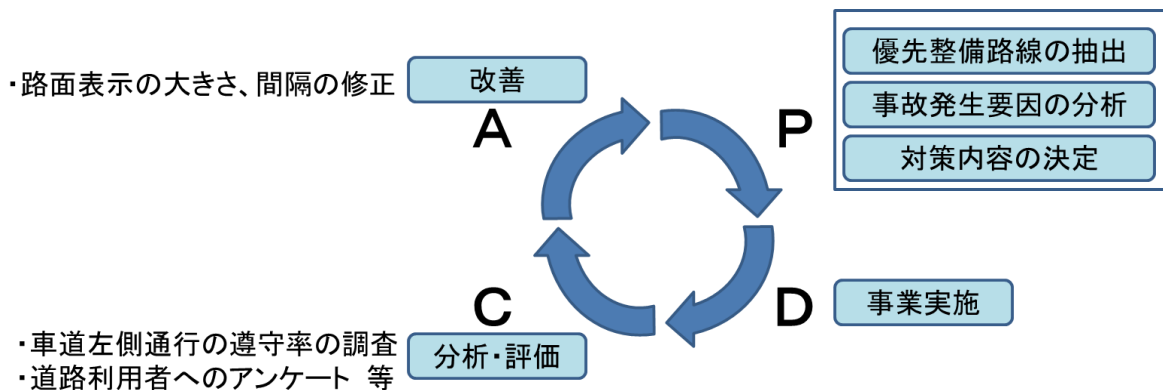 優先整備路線の抽出
事故発生要因の分析
対策内容の決定
P
事業実施
D
分析・評価
C
・車道左側通行の遵守率の調査
・道路利用者へのアンケート 等
改善
A
・路面表示の大きさ、間隔の修正